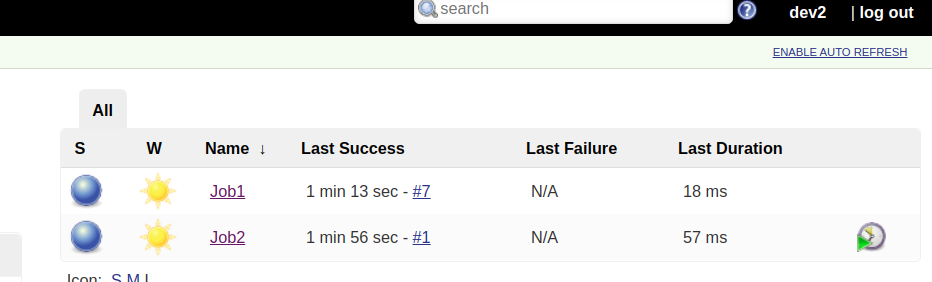 search
dev2 | log out
ENABLE AUTO REFRESH
All
S W Name ↓ Last Success Last Failure Last Duration
Job1 1 min 13 sec - #7 N/A 18 ms
Job2 1 min 56 sec - #1 N/A 57 ms
Icon: S M L